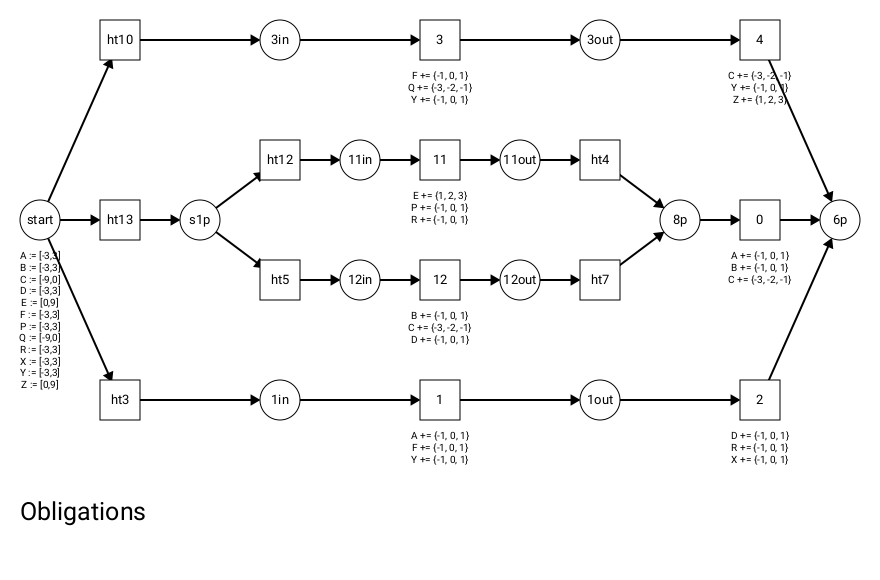 ht10
3in
3
3out
4
F += {-1, 0, 1}
Q += {-3, -2, -1}
Y += {-1, 0, 1}
C += {-3, -2, -1}
Y += {-1, 0, 1}
Z += {1, 2, 3}
ht12
11in
11
11out
ht4
E += {1, 2, 3}
P += {-1, 0, 1}
R += {-1, 0, 1}
start
ht13
s1p
8p
0
6p
A := [-3,3]
B := [-3,3]
C := [-9,0]
D := [-3,3]
E := [0,9]
F := [-3,3]
P := [-3,3]
Q := [-9,0]
R := [-3,3]
X := [-3,3]
Y := [-3,3]
Z := [0,9]
A += {-1, 0, 1}
B += {-1, 0, 1}
C += {-3, -2, -1}
ht5
12in
12
12out
ht7
B += {-1, 0, 1}
C += {-3, -2, -1}
D += {-1, 0, 1}
ht3
1in
1
1out
2
A += {-1, 0, 1}
F += {-1, 0, 1}
Y += {-1, 0, 1}
D += {-1, 0, 1}
R += {-1, 0, 1}
X += {-1, 0, 1}
Obligations